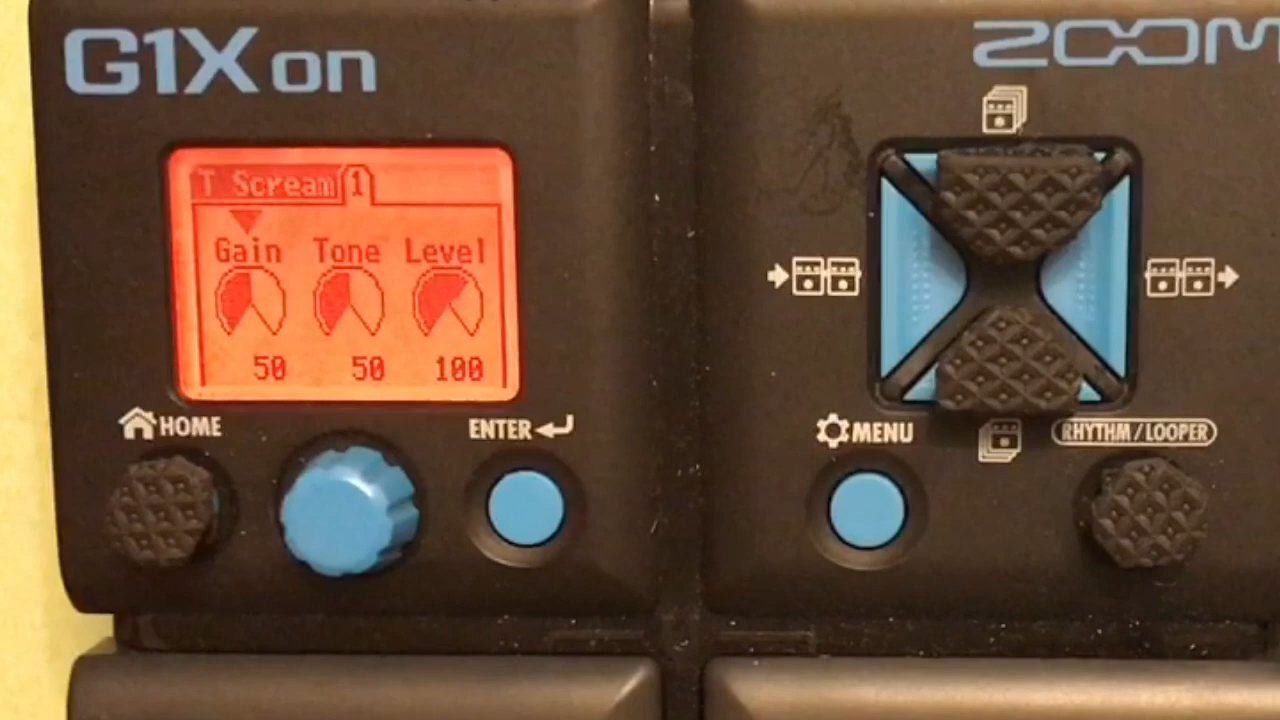 G1X on
ZOOM
T Scream 1
Gain Tone Level
50 50 100
HOME
ENTER
MENU
RHYTHM / LOOPER